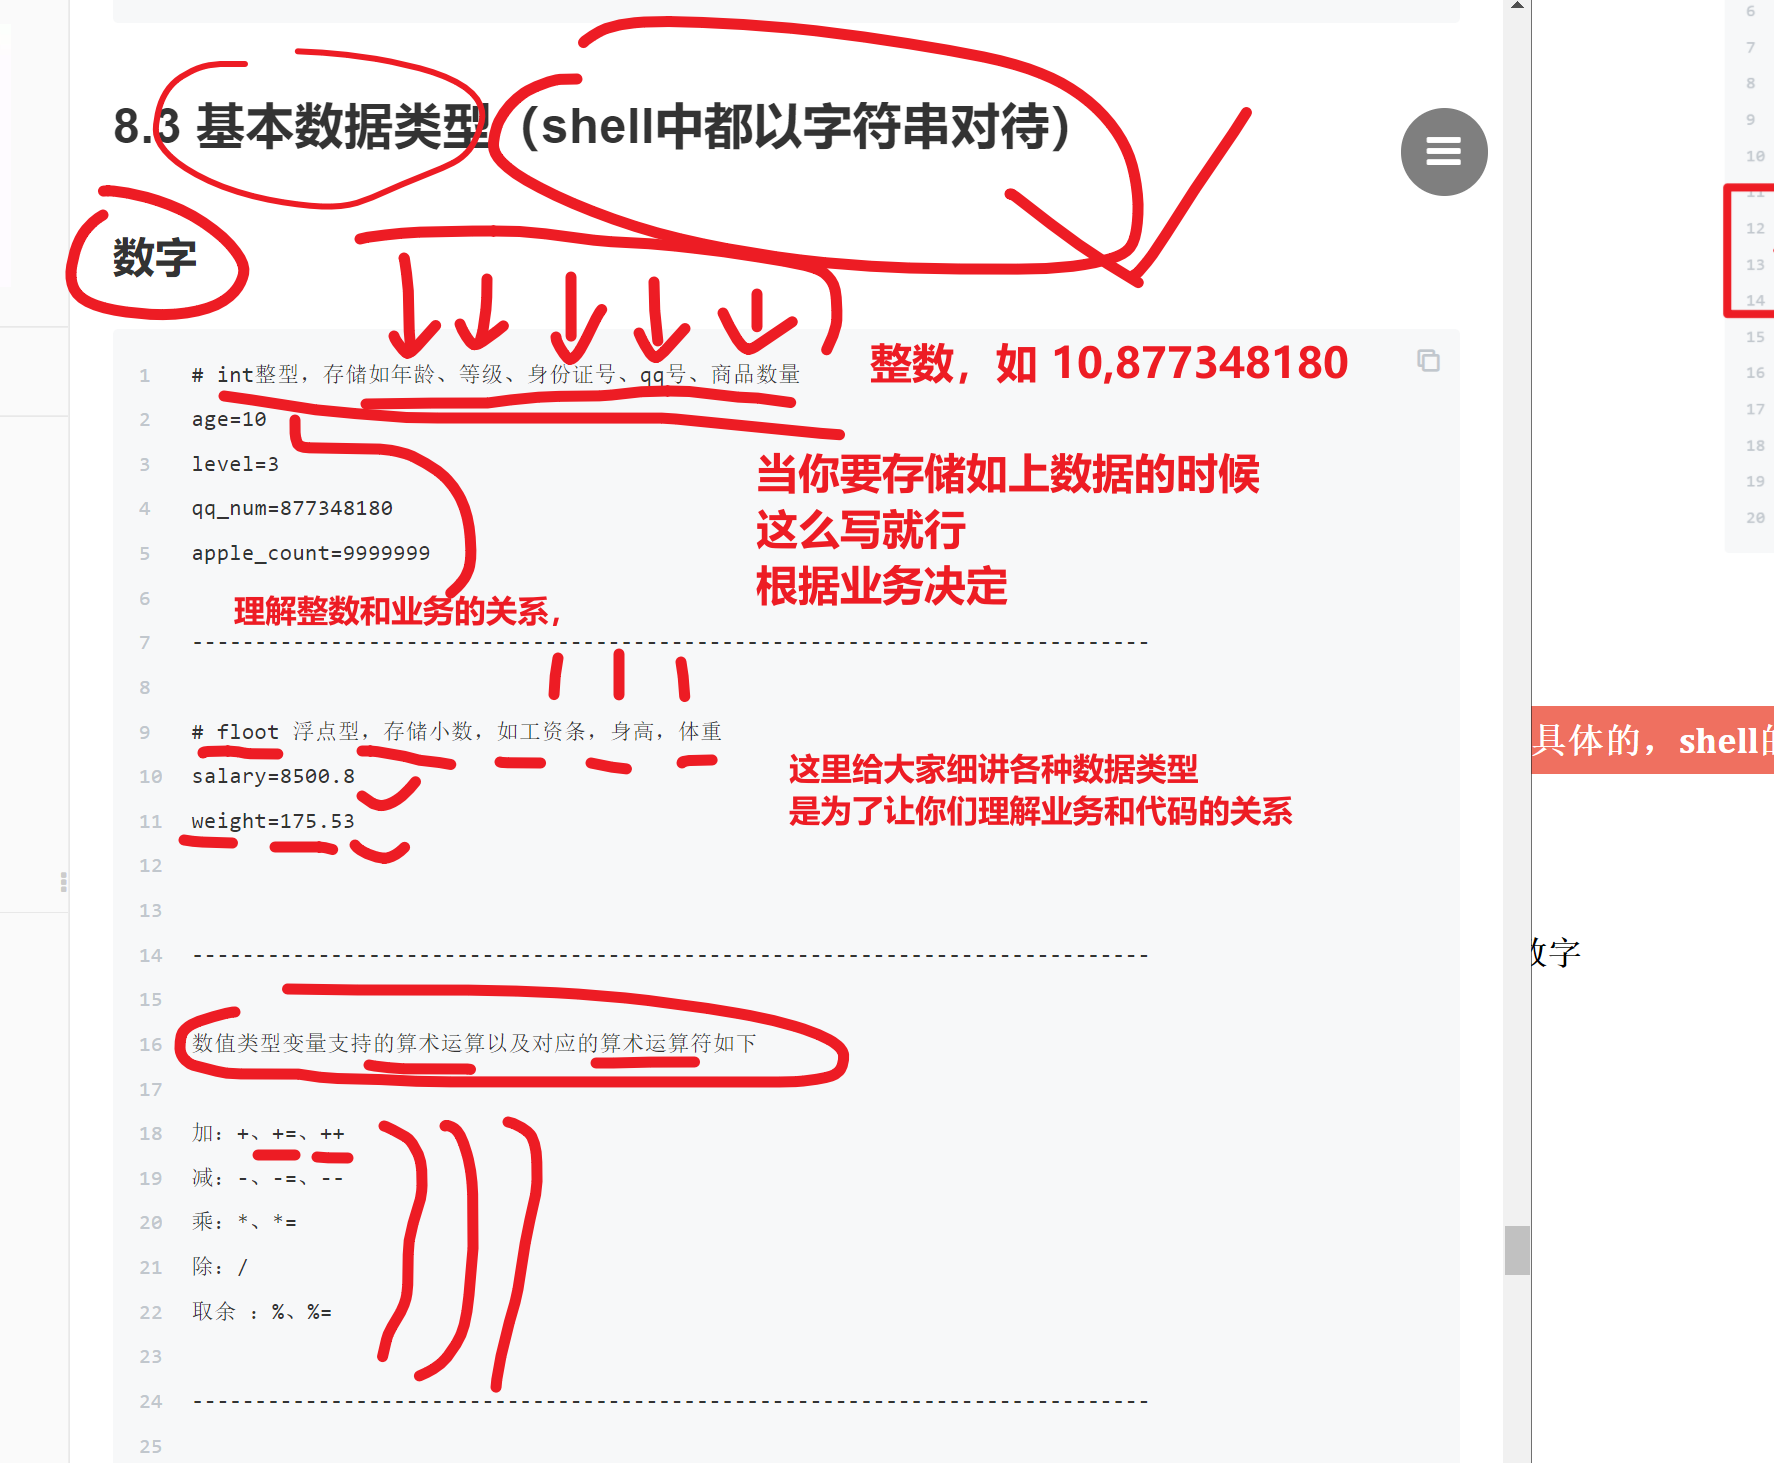 8.3 基本数据类型（shell中都以字符串对待）
数字
1 # int整型，存储如年龄、等级、身份证号、qq号、商品数量
整数，如 10,877348180
2 age=10
3 level=3
当你要存储如上数据的时候
4 qq_num=877348180
这么写就行
5 apple_count=9999999
根据业务决定
6
理解整数和业务的关系，
7 ----------------------------------------------------------------------------
8
9 # floot 浮点型，存储小数，如工资条，身高，体重
10 salary=8500.8
这里给大家细讲各种数据类型
11 weight=175.53
是为了让你们理解业务和代码的关系
12
13
14 ----------------------------------------------------------------------------
15
16 数值类型变量支持的算术运算以及对应的算术运算符如下
17
18 加：+、+=、++
19 减：-、-=、--
20 乘：*、*=
21 除：/
22 取余 ：%、%=
23
24 ----------------------------------------------------------------------------
25
6
7
8
9
10
11
12
13
14
15
16
17
18
19
20
具体的，shell
数字